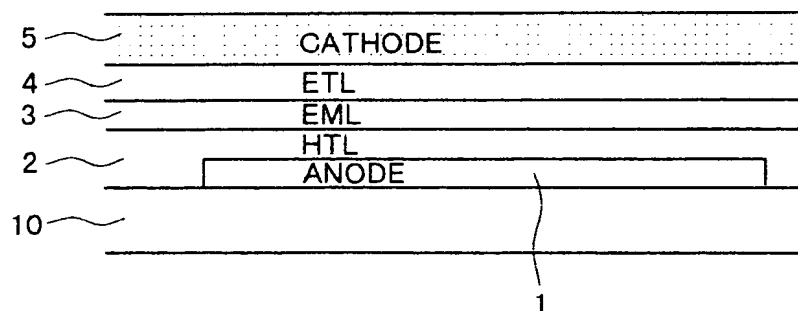 5 CATHODE
4 ETL
3 EML
HTL
2
ANODE
10
1